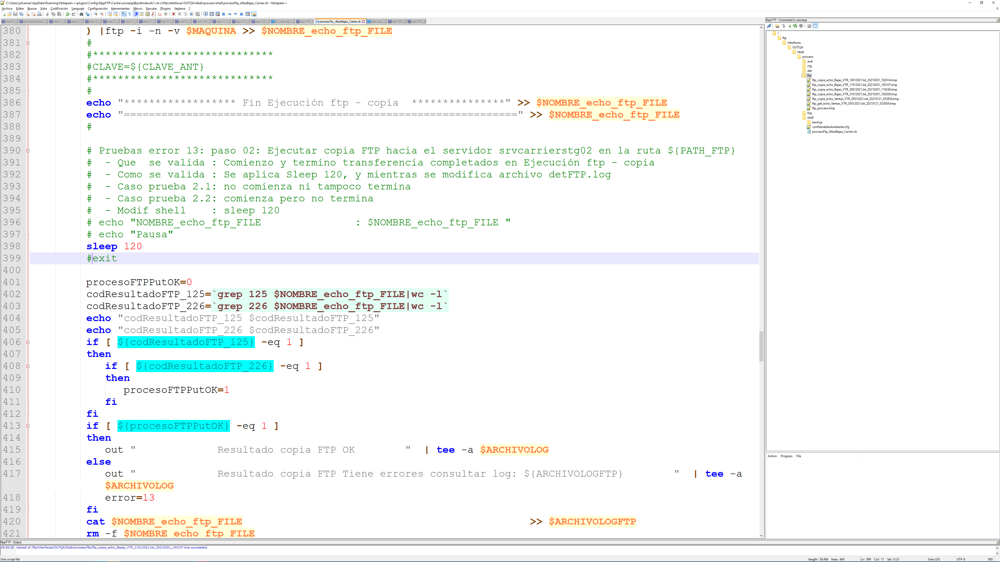 C:\Users\jsilvamar\AppData\Roaming\Notepad++\plugins\Config\NppFTP\Cache\usroutqa@pctlmdevelc1.vtr.cl\ftp\interfaces\OUTQA\ldiab\proceso\shell\procesoFtp_AltasBajas_Carrier.sh - Notepad++
Archivo Editar Buscar Vista Codificación Lenguaje Configuración Herramientas Macro Ejecutar Plugins Ventana ? X
new 4 conexiones3.txt new 1 new 2 new 3 new 5 new 7 new 8 new 9 new 6 new 10 new 11 new 12 new 13 ftp_user.cfg new 14 procesoFtp_AltasBajas_Carrier.sh altas.cfg new 15 new 16
380 ) |ftp -i -n -v $MAQUINA >> $NOMBRE_echo_ftp_FILE
381 #
382 #*****************************
383 #CLAVE=${CLAVE_ANT}
384 #*****************************
385 #
386 echo "****************** Fin Ejecución ftp - copia  ***************" >> $NOMBRE_echo_ftp_FILE
387 echo "===============================================================" >> $NOMBRE_echo_ftp_FILE
388 #
389
390 # Pruebas error 13: paso 02: Ejecutar copia FTP hacia el servidor srvcarrierstg02 en la ruta ${PATH_FTP}
391 #  - Que  se valida : Comienzo y termino transferencia completados en Ejecución ftp - copia
392 #  - Como se valida : Se aplica Sleep 120, y mientras se modifica archivo detFTP.log
393 #  - Caso prueba 2.1: no comienza ni tampoco termina
394 #  - Caso prueba 2.2: comienza pero no termina
395 #  - Modif shell    : sleep 120
396 # echo "NOMBRE_echo_ftp_FILE               : $NOMBRE_echo_ftp_FILE "
397 # echo "Pausa"
398 sleep 120
399 #exit
400
401 procesoFTPPutOK=0
402 codResultadoFTP_125=`grep 125 $NOMBRE_echo_ftp_FILE|wc -l`
403 codResultadoFTP_226=`grep 226 $NOMBRE_echo_ftp_FILE|wc -l`
404 echo "codResultadoFTP_125 $codResultadoFTP_125"
405 echo "codResultadoFTP_226 $codResultadoFTP_226"
406 if [ ${codResultadoFTP_125} -eq 1 ]
407 then
408    if [ ${codResultadoFTP_226} -eq 1 ]
409    then
410       procesoFTPPutOK=1
411    fi
412 fi
413 if [ ${procesoFTPPutOK} -eq 1 ]
414 then
415    out "             Resultado copia FTP OK        "  | tee -a $ARCHIVOLOG
416 else
417    out "             Resultado copia FTP Tiene errores consultar log: ${ARCHIVOLOGFTP}        "  | tee -a
$ARCHIVOLOG
418    error=13
419 fi
420 cat $NOMBRE_echo_ftp_FILE                                              >> $ARCHIVOLOGFTP
421 rm -f $NOMBRE_echo_ftp_FILE
NppFTP - Connected to usroutqa
/
ftp
interfaces
OUTQA
ldiab
proceso
awk
cfg
dat
ftp
ftp_copia_echo_Bajas_VTR_10012021.txt_20210201_182614.tmp
ftp_copia_echo_Bajas_VTR_11012021.txt_20210201_193107.tmp
ftp_copia_echo_Bajas_VTR_30012021.txt_20210201_174336.tmp
ftp_copia_echo_Bajas_VTR_31012021.txt_20210201_182028.tmp
ftp_copia_echo_Ventas_VTR_05012021.txt_20210121_053854.tmp
ftp_get_echo_Ventas_VTR_05012021.txt_20210121_053854.tmp
ftp_proceso.tmp
log
shell
backup
confVariablesAmbiente.cfg
procesoFtp_AltasBajas_Carrier.sh
Action Progress File
NppFTP - Output
19:32:20 Upload of /ftp/interfaces/OUTQA/ldiab/proceso/ftp/ftp_copia_echo_Bajas_VTR_11012021.txt_20210201_193107.tmp succeeded.
Unix script file length : 30.406 lines : 645 Ln : 399 Col : 11 Sel : 0 | 0 Unix (LF) UTF-8 INS